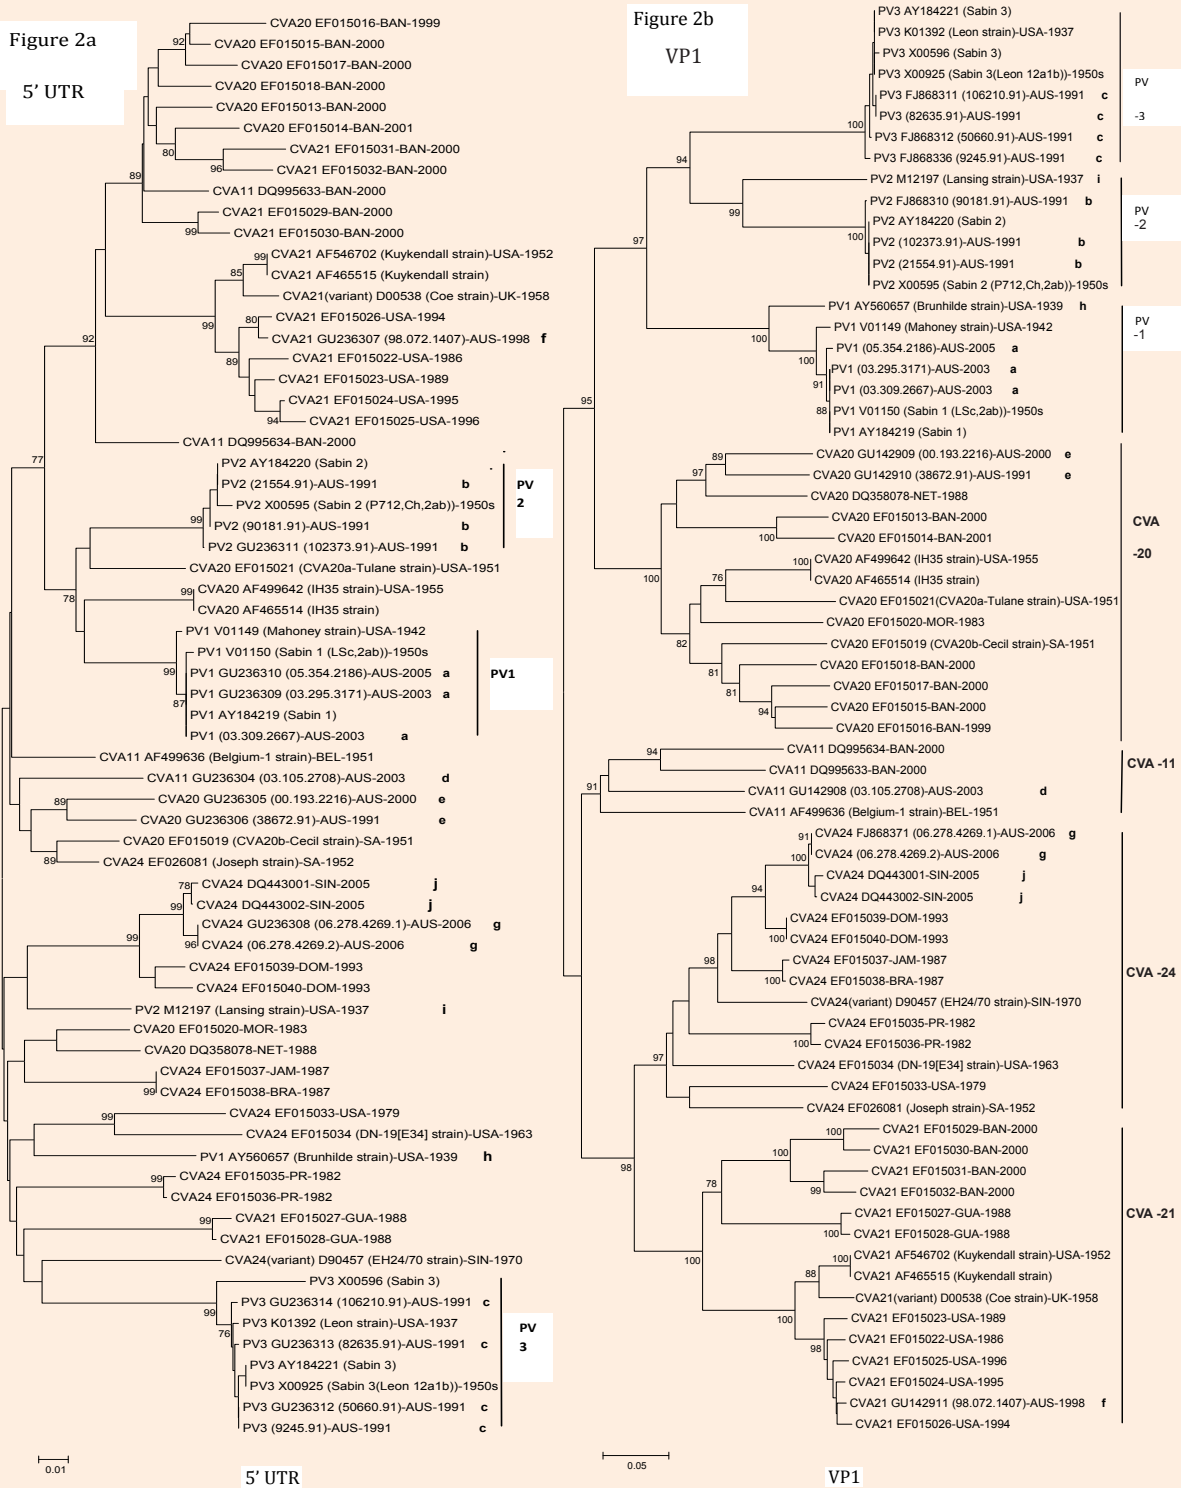 Figure 2a
5' UTR
CVA20 EF015016-BAN-1999
92
CVA20 EF015015-BAN-2000
CVA20 EF015017-BAN-2000
CVA20 EF015018-BAN-2000
CVA20 EF015013-BAN-2000
CVA20 EF015014-BAN-2001
80
CVA21 EF015031-BAN-2000
96
CVA21 EF015032-BAN-2000
89
CVA11 DQ995633-BAN-2000
CVA21 EF015029-BAN-2000
99
CVA21 EF015030-BAN-2000
99
CVA21 AF546702 (Kuykendall strain)-USA-1952
85
CVA21 AF465515 (Kuykendall strain)
CVA21(variant) D00538 (Coe strain)-UK-1958
99
80
CVA21 EF015026-USA-1994
CVA21 GU236307 (98.072.1407)-AUS-1998 f
89
CVA21 EF015022-USA-1986
92
CVA21 EF015023-USA-1989
CVA21 EF015024-USA-1995
94
CVA21 EF015025-USA-1996
CVA11 DQ995634-BAN-2000
77
PV2 AY184220 (Sabin 2)
PV2 (21554.91)-AUS-1991 b
PV2 X00595 (Sabin 2 (P712,Ch,2ab))-1950s
99
PV2 (90181.91)-AUS-1991 b
PV2 GU236311 (102373.91)-AUS-1991 b
PV
2
CVA20 EF015021 (CVA20a-Tulane strain)-USA-1951
78
99
CVA20 AF499642 (IH35 strain)-USA-1955
CVA20 AF465514 (IH35 strain)
PV1 V01149 (Mahoney strain)-USA-1942
PV1 V01150 (Sabin 1 (LSc,2ab))-1950s
99
PV1 GU236310 (05.354.2186)-AUS-2005 a
PV1 GU236309 (03.295.3171)-AUS-2003 a
87
PV1 AY184219 (Sabin 1)
PV1 (03.309.2667)-AUS-2003 a
PV1
CVA11 AF499636 (Belgium-1 strain)-BEL-1951
CVA11 GU236304 (03.105.2708)-AUS-2003 d
89
CVA20 GU236305 (00.193.2216)-AUS-2000 e
CVA20 GU236306 (38672.91)-AUS-1991 e
CVA20 EF015019 (CVA20b-Cecil strain)-SA-1951
89
CVA24 EF026081 (Joseph strain)-SA-1952
78
CVA24 DQ443001-SIN-2005 j
99
CVA24 DQ443002-SIN-2005 j
CVA24 GU236308 (06.278.4269.1)-AUS-2006 g
99
96
CVA24 (06.278.4269.2)-AUS-2006 g
CVA24 EF015039-DOM-1993
CVA24 EF015040-DOM-1993
PV2 M12197 (Lansing strain)-USA-1937 i
CVA20 EF015020-MOR-1983
CVA20 DQ358078-NET-1988
CVA24 EF015037-JAM-1987
99
CVA24 EF015038-BRA-1987
99
CVA24 EF015033-USA-1979
CVA24 EF015034 (DN-19[E34] strain)-USA-1963
PV1 AY560657 (Brunhilde strain)-USA-1939 h
CVA24 EF015035-PR-1982
CVA24 EF015036-PR-1982
99
CVA21 EF015027-GUA-1988
CVA21 EF015028-GUA-1988
CVA24(variant) D90457 (EH24/70 strain)-SIN-1970
PV3 X00596 (Sabin 3)
99
PV3 GU236314 (106210.91)-AUS-1991 c
PV3 K01392 (Leon strain)-USA-1937
76
PV3 GU236313 (82635.91)-AUS-1991 c
PV3 AY184221 (Sabin 3)
PV3 X00925 (Sabin 3(Leon 12a1b))-1950s
PV3 GU236312 (50660.91)-AUS-1991 c
PV3 (9245.91)-AUS-1991 c
PV
3
0.01
5' UTR
Figure 2b
VP1
PV3 AY184221 (Sabin 3)
PV3 K01392 (Leon strain)-USA-1937
PV3 X00596 (Sabin 3)
PV3 X00925 (Sabin 3(Leon 12a1b))-1950s
PV3 FJ868311 (106210.91)-AUS-1991 c
PV3 (82635.91)-AUS-1991 c
100
PV3 FJ868312 (50660.91)-AUS-1991 c
PV3 FJ868336 (9245.91)-AUS-1991 c
PV
-3
94
PV2 M12197 (Lansing strain)-USA-1937 i
99
PV2 FJ868310 (90181.91)-AUS-1991 b
PV2 AY184220 (Sabin 2)
100
PV2 (102373.91)-AUS-1991 b
PV2 (21554.91)-AUS-1991 b
PV2 X00595 (Sabin 2 (P712,Ch,2ab))-1950s
PV
-2
97
PV1 AY560657 (Brunhilde strain)-USA-1939 h
100
PV1 V01149 (Mahoney strain)-USA-1942
PV1 (05.354.2186)-AUS-2005 a
100
PV1 (03.295.3171)-AUS-2003 a
91
PV1 (03.309.2667)-AUS-2003 a
88
PV1 V01150 (Sabin 1 (LSc,2ab))-1950s
PV1 AY184219 (Sabin 1)
PV
-1
95
89
CVA20 GU142909 (00.193.2216)-AUS-2000 e
97
CVA20 GU142910 (38672.91)-AUS-1991 e
CVA20 DQ358078-NET-1988
CVA20 EF015013-BAN-2000
100
CVA20 EF015014-BAN-2001
100
100
CVA20 AF499642 (IH35 strain)-USA-1955
76
CVA20 AF465514 (IH35 strain)
CVA20 EF015021(CVA20a-Tulane strain)-USA-1951
CVA20 EF015020-MOR-1983
82
CVA20 EF015019 (CVA20b-Cecil strain)-SA-1951
81
CVA20 EF015018-BAN-2000
81
CVA20 EF015017-BAN-2000
CVA20 EF015015-BAN-2000
94
CVA20 EF015016-BAN-1999
CVA
-20
94
CVA11 DQ995634-BAN-2000
CVA11 DQ995633-BAN-2000
91
CVA11 GU142908 (03.105.2708)-AUS-2003 d
CVA11 AF499636 (Belgium-1 strain)-BEL-1951
CVA -11
91
CVA24 FJ868371 (06.278.4269.1)-AUS-2006 g
100
CVA24 (06.278.4269.2)-AUS-2006 g
CVA24 DQ443001-SIN-2005 j
94
CVA24 DQ443002-SIN-2005 j
CVA24 EF015039-DOM-1993
100
CVA24 EF015040-DOM-1993
98
CVA24 EF015037-JAM-1987
100
CVA24 EF015038-BRA-1987
CVA24(variant) D90457 (EH24/70 strain)-SIN-1970
CVA24 EF015035-PR-1982
100
CVA24 EF015036-PR-1982
97
CVA24 EF015034 (DN-19[E34] strain)-USA-1963
CVA24 EF015033-USA-1979
CVA24 EF026081 (Joseph strain)-SA-1952
CVA -24
98
100
CVA21 EF015029-BAN-2000
100
CVA21 EF015030-BAN-2000
CVA21 EF015031-BAN-2000
99
CVA21 EF015032-BAN-2000
78
CVA21 EF015027-GUA-1988
100
CVA21 EF015028-GUA-1988
100
100
CVA21 AF546702 (Kuykendall strain)-USA-1952
88
CVA21 AF465515 (Kuykendall strain)
CVA21(variant) D00538 (Coe strain)-UK-1958
100
CVA21 EF015023-USA-1989
CVA21 EF015022-USA-1986
98
CVA21 EF015025-USA-1996
CVA21 EF015024-USA-1995
CVA21 GU142911 (98.072.1407)-AUS-1998 f
CVA21 EF015026-USA-1994
CVA -21
0.05
VP1